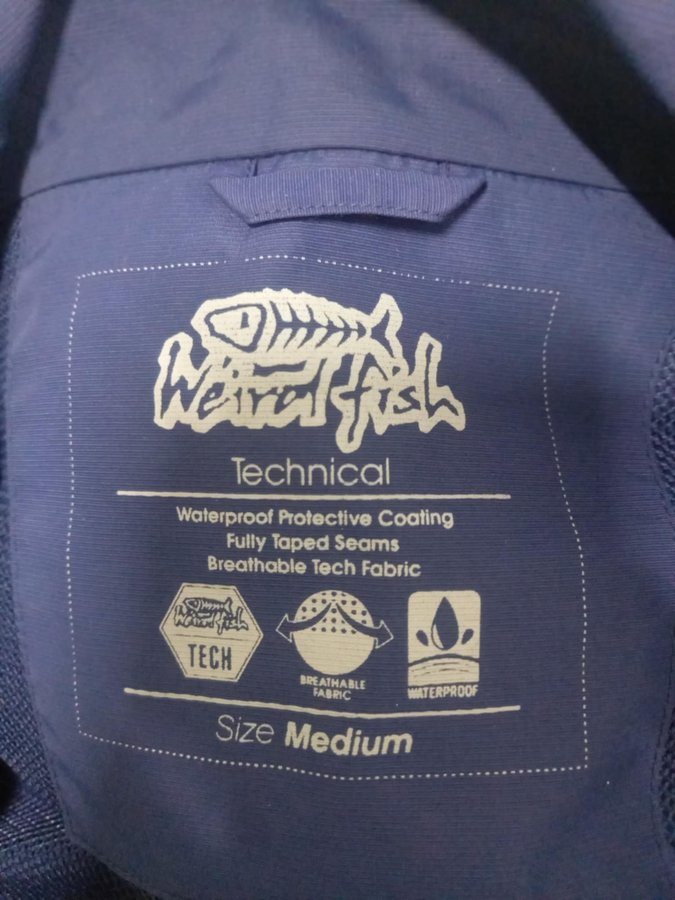 Weird fish
Technical
Waterproof Protective Coating
Fully Taped Seams
Breathable Tech Fabric
Weird fish
TECH
BREATHABLE
FABRIC
WATERPROOF
Size Medium